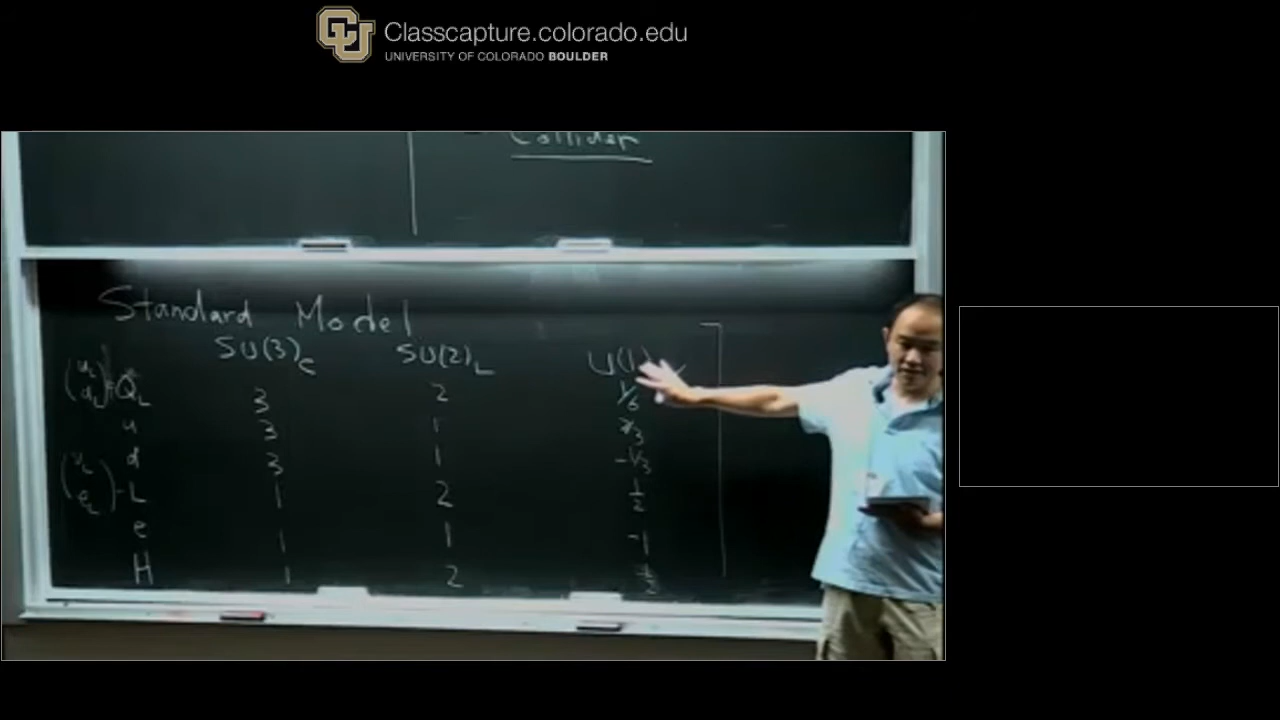 CU Classcapture.colorado.edu
UNIVERSITY OF COLORADO BOULDER
Collider
Standard Model
SU(3)C SU(2)L U(1)
QL 3 2 1/6
u 3 1 2/3
d 3 1 -1/3
L 1 2 1/2
e 1 1 -1
H 1 2 1/2